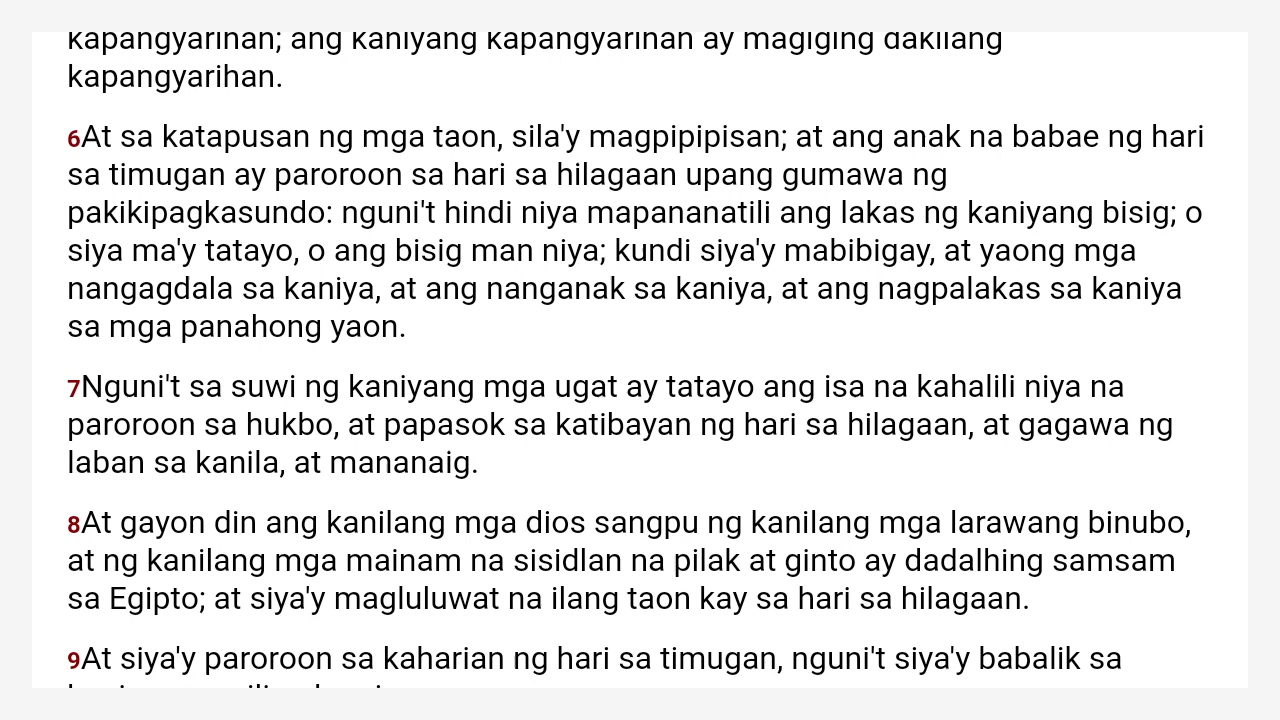 kapangyarihan; ang kaniyang kapangyarihan ay magiging dakilang
kapangyarihan.
6At sa katapusan ng mga taon, sila'y magpipipisan; at ang anak na babae ng hari
sa timugan ay paroroon sa hari sa hilagaan upang gumawa ng
pakikipagkasundo: nguni't hindi niya mapananatili ang lakas ng kaniyang bisig; o
siya ma'y tatayo, o ang bisig man niya; kundi siya'y mabibigay, at yaong mga
nangagdala sa kaniya, at ang nanganak sa kaniya, at ang nagpalakas sa kaniya
sa mga panahong yaon.
7Nguni't sa suwi ng kaniyang mga ugat ay tatayo ang isa na kahalili niya na
paroroon sa hukbo, at papasok sa katibayan ng hari sa hilagaan, at gagawa ng
laban sa kanila, at mananaig.
8At gayon din ang kanilang mga dios sangpu ng kanilang mga larawang binubo,
at ng kanilang mga mainam na sisidlan na pilak at ginto ay dadalhing samsam
sa Egipto; at siya'y magluluwat na ilang taon kay sa hari sa hilagaan.
9At siya'y paroroon sa kaharian ng hari sa timugan, nguni't siya'y babalik sa